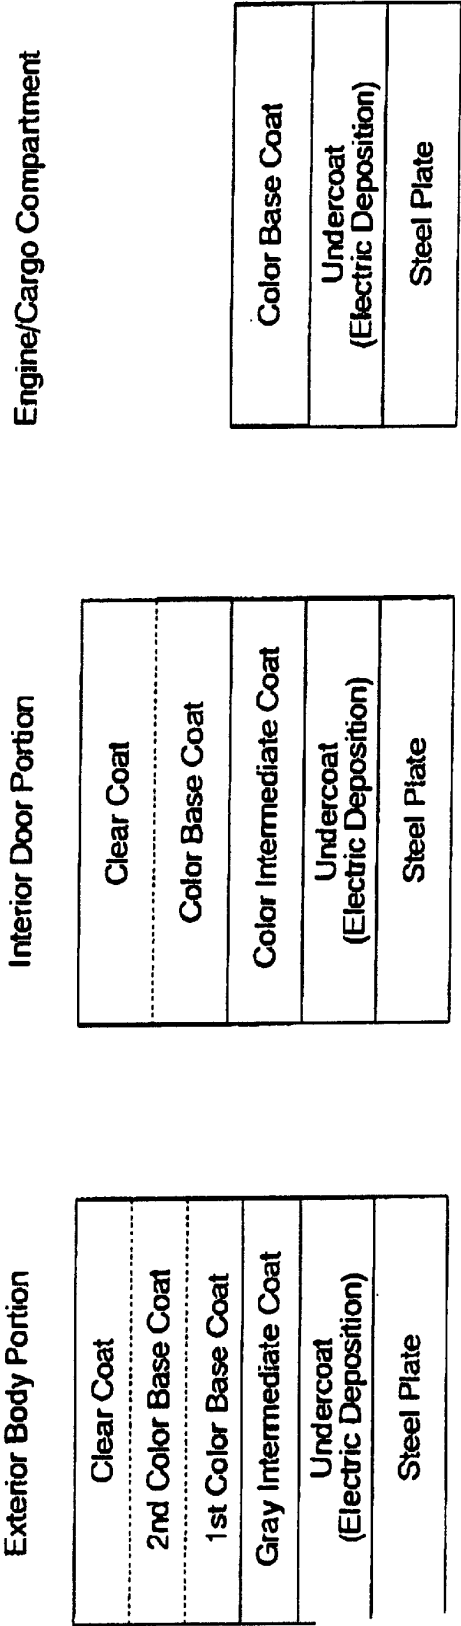 Exterior Body Portion
Clear Coat
2nd Color Base Coat
1st Color Base Coat
Gray Intermediate Coat
Undercoat
(Electric Deposition)
Steel Plate
Interior Door Portion
Clear Coat
Color Base Coat
Color Intermediate Coat
Undercoat
(Electric Deposition)
Steel Plate
Engine/Cargo Compartment
Color Base Coat
Undercoat
(Electric Deposition)
Steel Plate